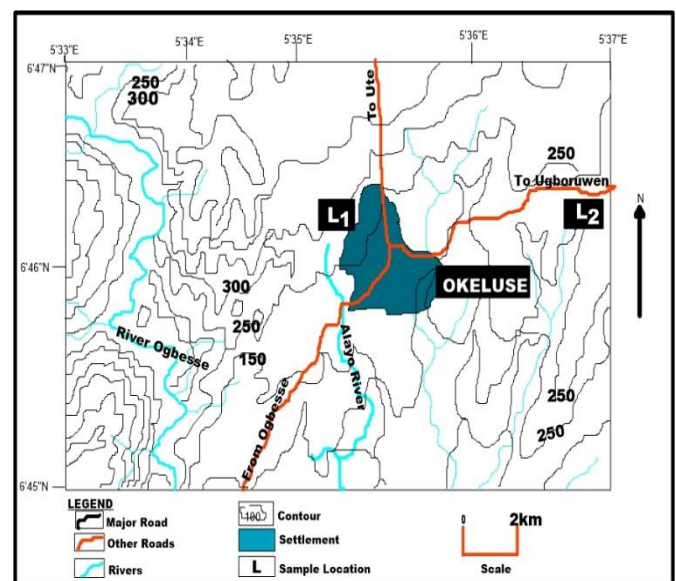 5'33"E 5'34"E 5'35"E 5'36"E 5'37"E
6'47"N
250
300
To Ute
250
To Ugboruwen
N
L1
L2
6'46"N
OKELUSE
300
250
150
River Ogbesse
Alayo River
From Ogbesse
250
250
6'45"N
LEGEND
Major Road
Other Roads
Rivers
100 Contour
Settlement
L Sample Location
0 2km
Scale